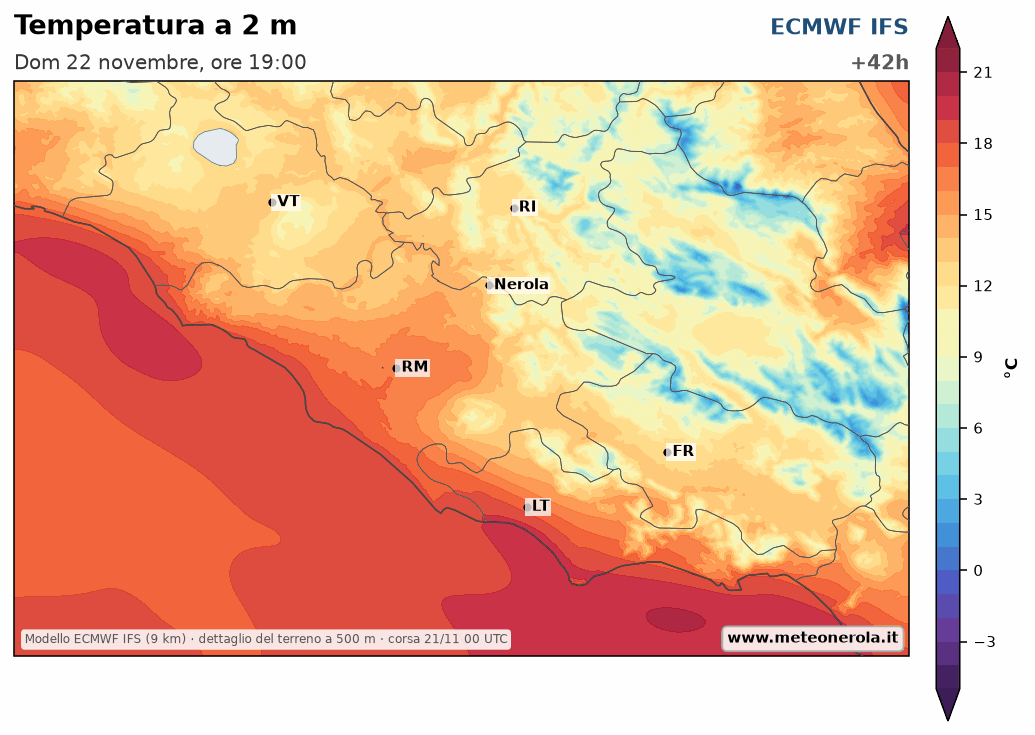 Temperatura a 2 m
ECMWF IFS
Dom 22 novembre, ore 19:00
+42h
21
18
15
12
9
6
3
0
−3
°C
VT
RI
Nerola
RM
FR
LT
Modello ECMWF IFS (9 km) · dettaglio del terreno a 500 m · corsa 21/11 00 UTC
www.meteonerola.it